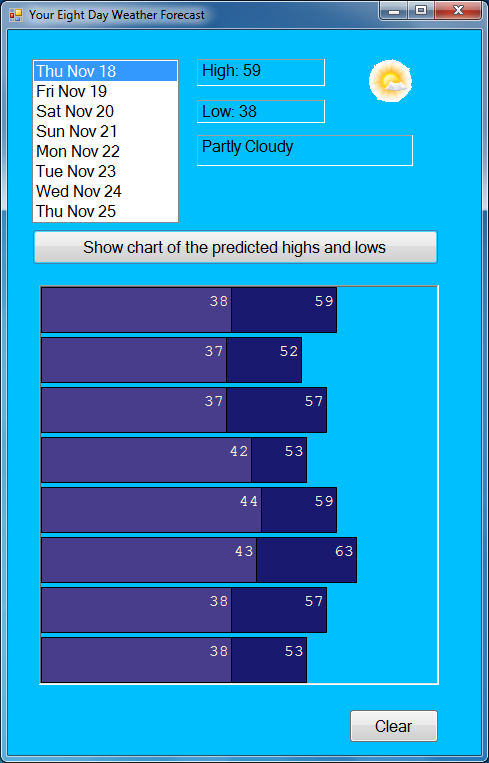 Your Eight Day Weather Forecast
Thu Nov 18
Fri Nov 19
Sat Nov 20
Sun Nov 21
Mon Nov 22
Tue Nov 23
Wed Nov 24
Thu Nov 25
High: 59
Low: 38
Partly Cloudy
Show chart of the predicted highs and lows
38 59
37 52
37 57
42 53
44 59
43 63
38 57
38 53
Clear